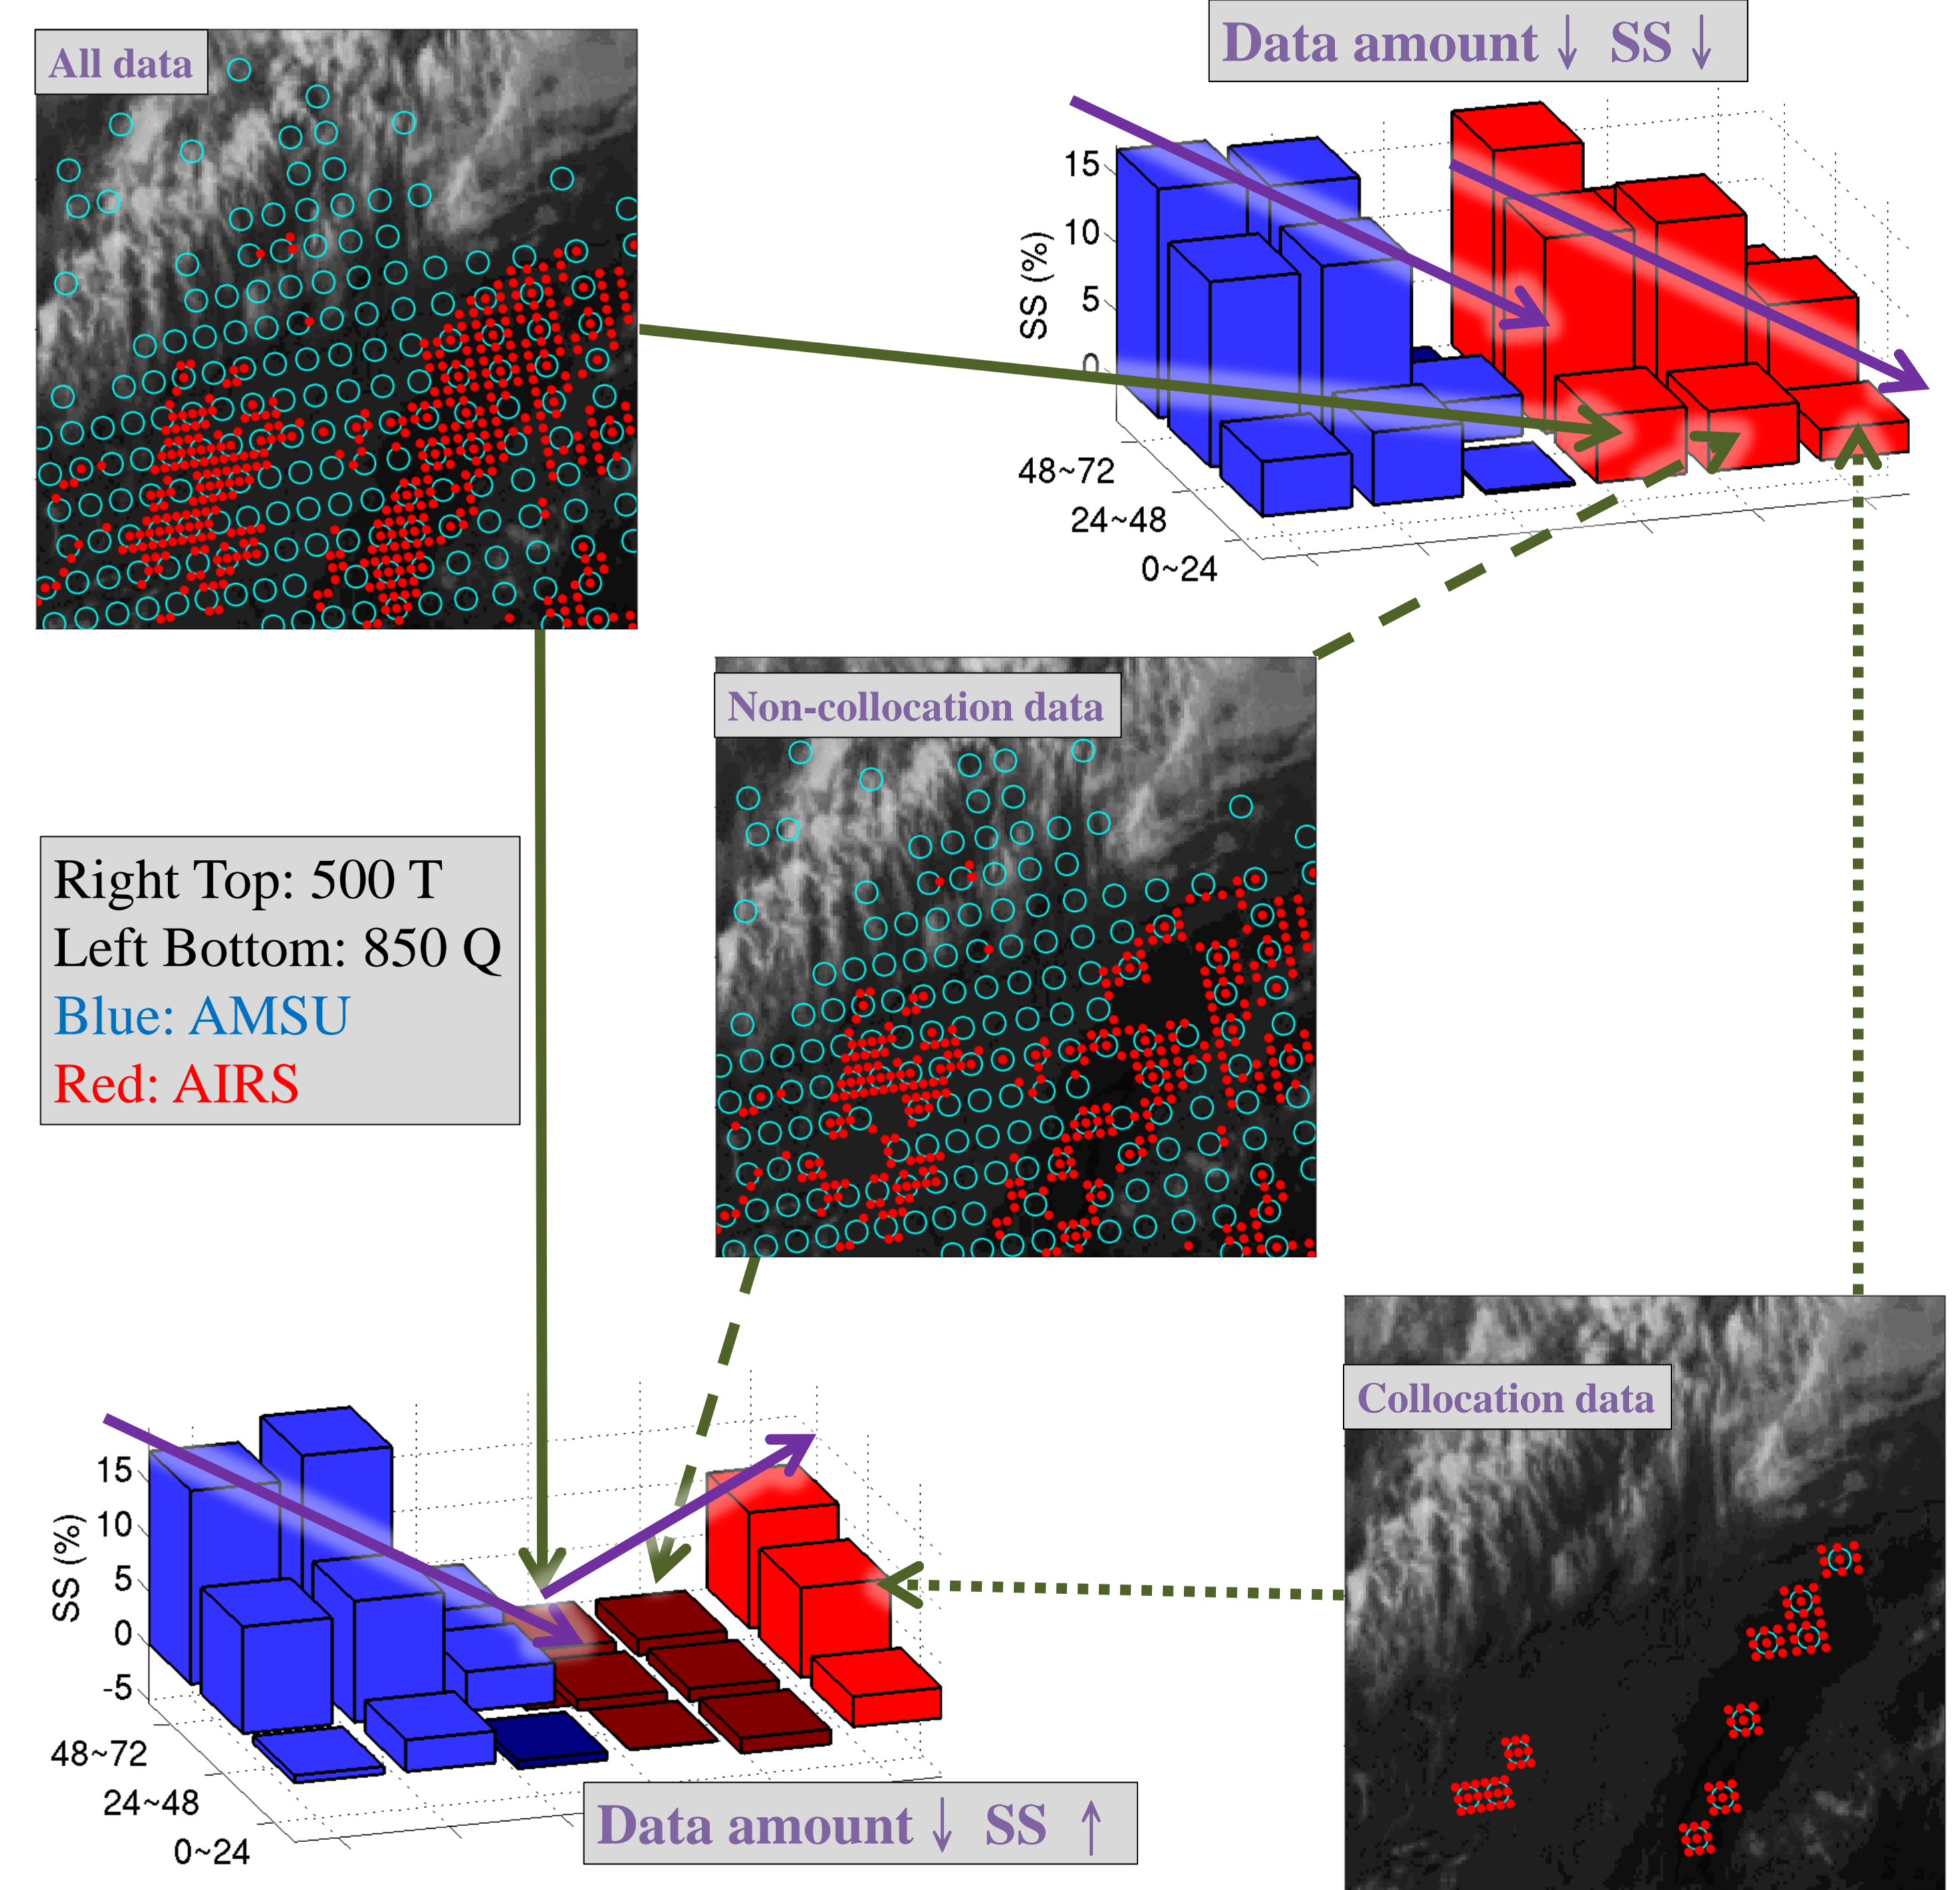 All data
Data amount ↓ SS ↓
SS (%)
15
10
5
0
48~72
24~48
0~24
Non-collocation data
Right Top: 500 T
Left Bottom: 850 Q
Blue: AMSU
Red: AIRS
Collocation data
SS (%)
15
10
5
0
-5
48~72
24~48
0~24
Data amount ↓ SS ↑